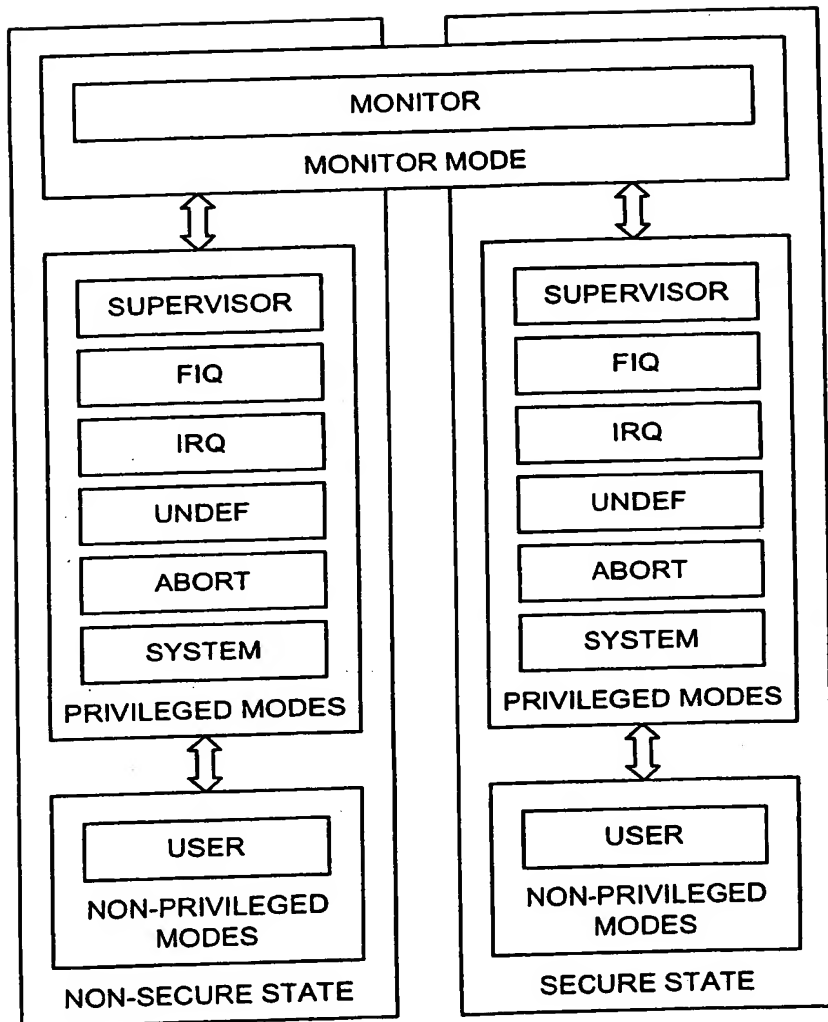 MONITOR
MONITOR MODE
SUPERVISOR
FIQ
IRQ
UNDEF
ABORT
SYSTEM
PRIVILEGED MODES
USER
NON-PRIVILEGED
MODES
NON-SECURE STATE
SUPERVISOR
FIQ
IRQ
UNDEF
ABORT
SYSTEM
PRIVILEGED MODES
USER
NON-PRIVILEGED
MODES
SECURE STATE